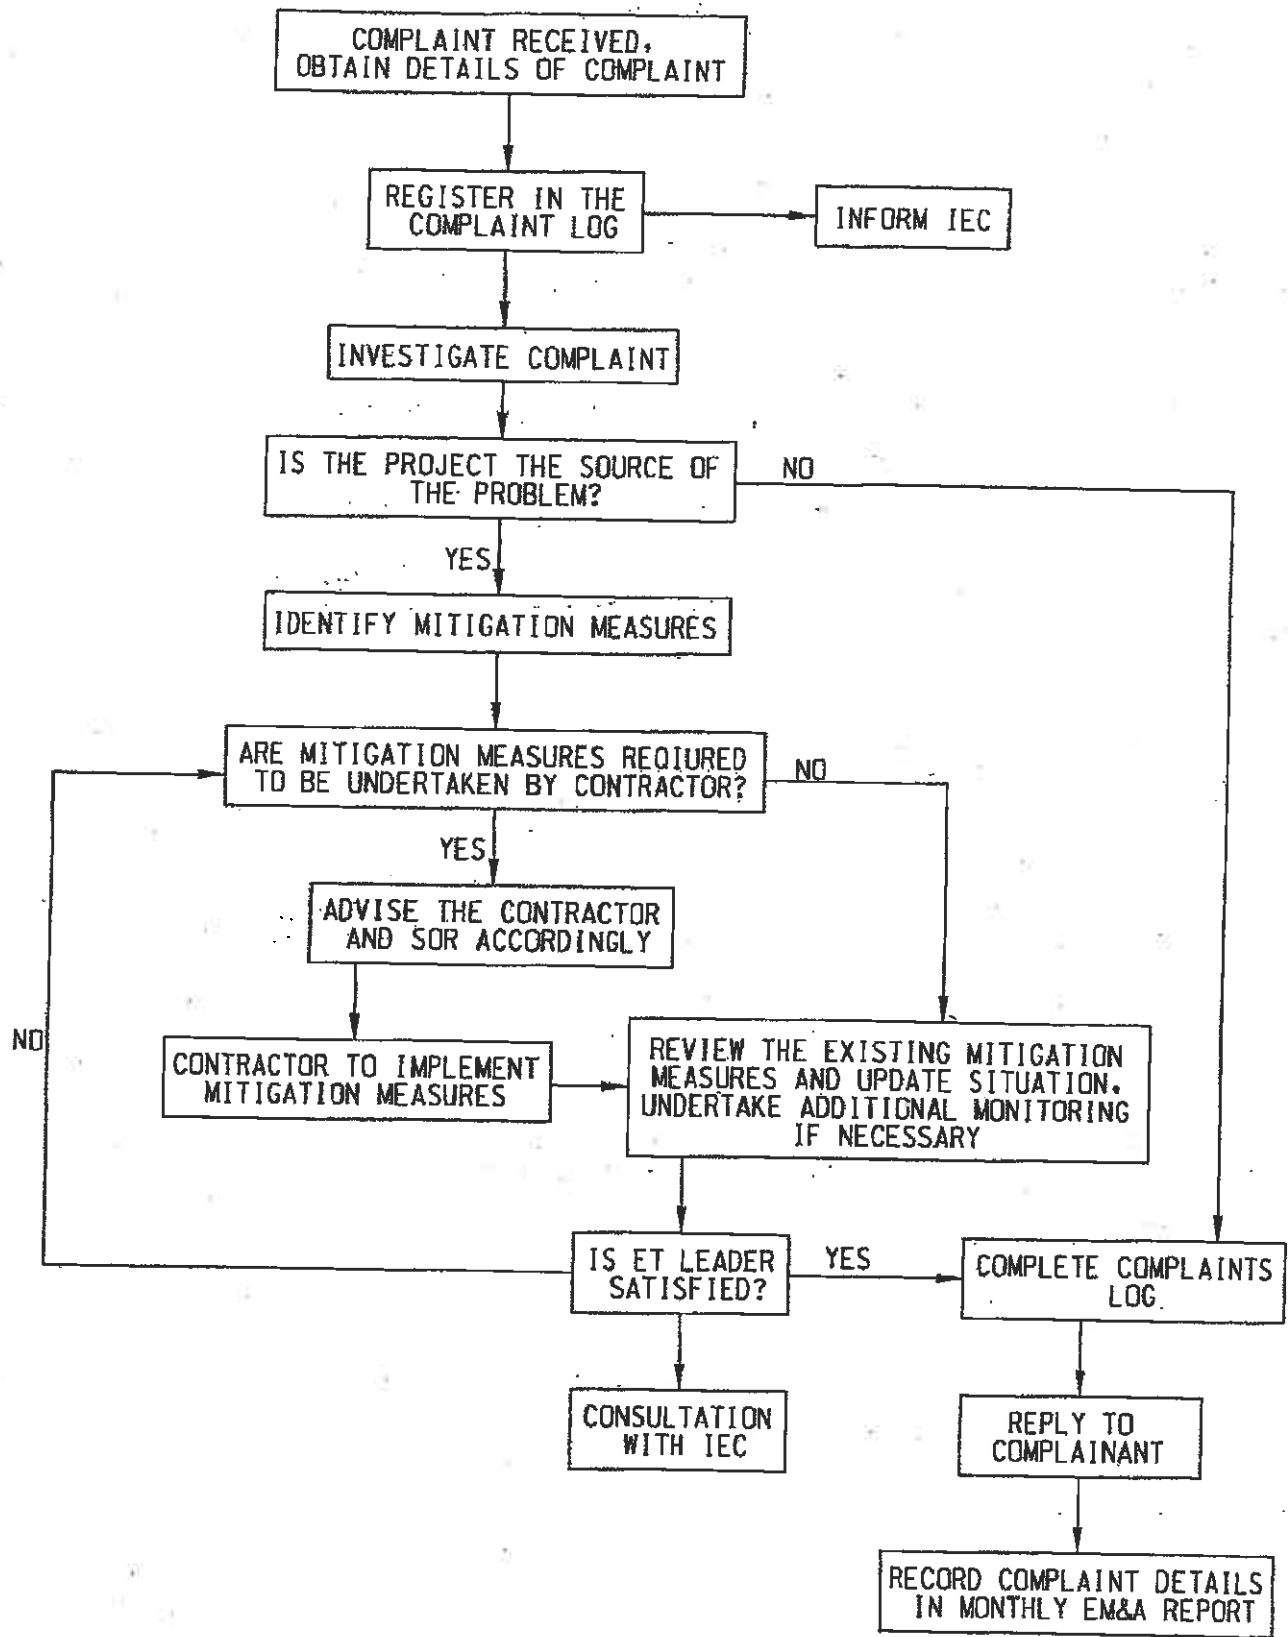 COMPLAINT RECEIVED.
OBTAIN DETAILS OF COMPLAINT
REGISTER IN THE
COMPLAINT LOG
INFORM IEC
INVESTIGATE COMPLAINT
IS THE PROJECT THE SOURCE OF
THE PROBLEM?
NO
YES
IDENTIFY MITIGATION MEASURES
ARE MITIGATION MEASURES REQIURED
TO BE UNDERTAKEN BY CONTRACTOR?
NO
YES
ADVISE THE CONTRACTOR
AND SOR ACCORDINGLY
NO
CONTRACTOR TO IMPLEMENT
MITIGATION MEASURES
REVIEW THE EXISTING MITIGATION
MEASURES AND UPDATE SITUATION.
UNDERTAKE ADDITIONAL MONITORING
IF NECESSARY
IS ET LEADER
SATISFIED?
YES
COMPLETE COMPLAINTS
LOG
CONSULTATION
WITH IEC
REPLY TO
COMPLAINANT
RECORD COMPLAINT DETAILS
IN MONTHLY EM&A REPORT